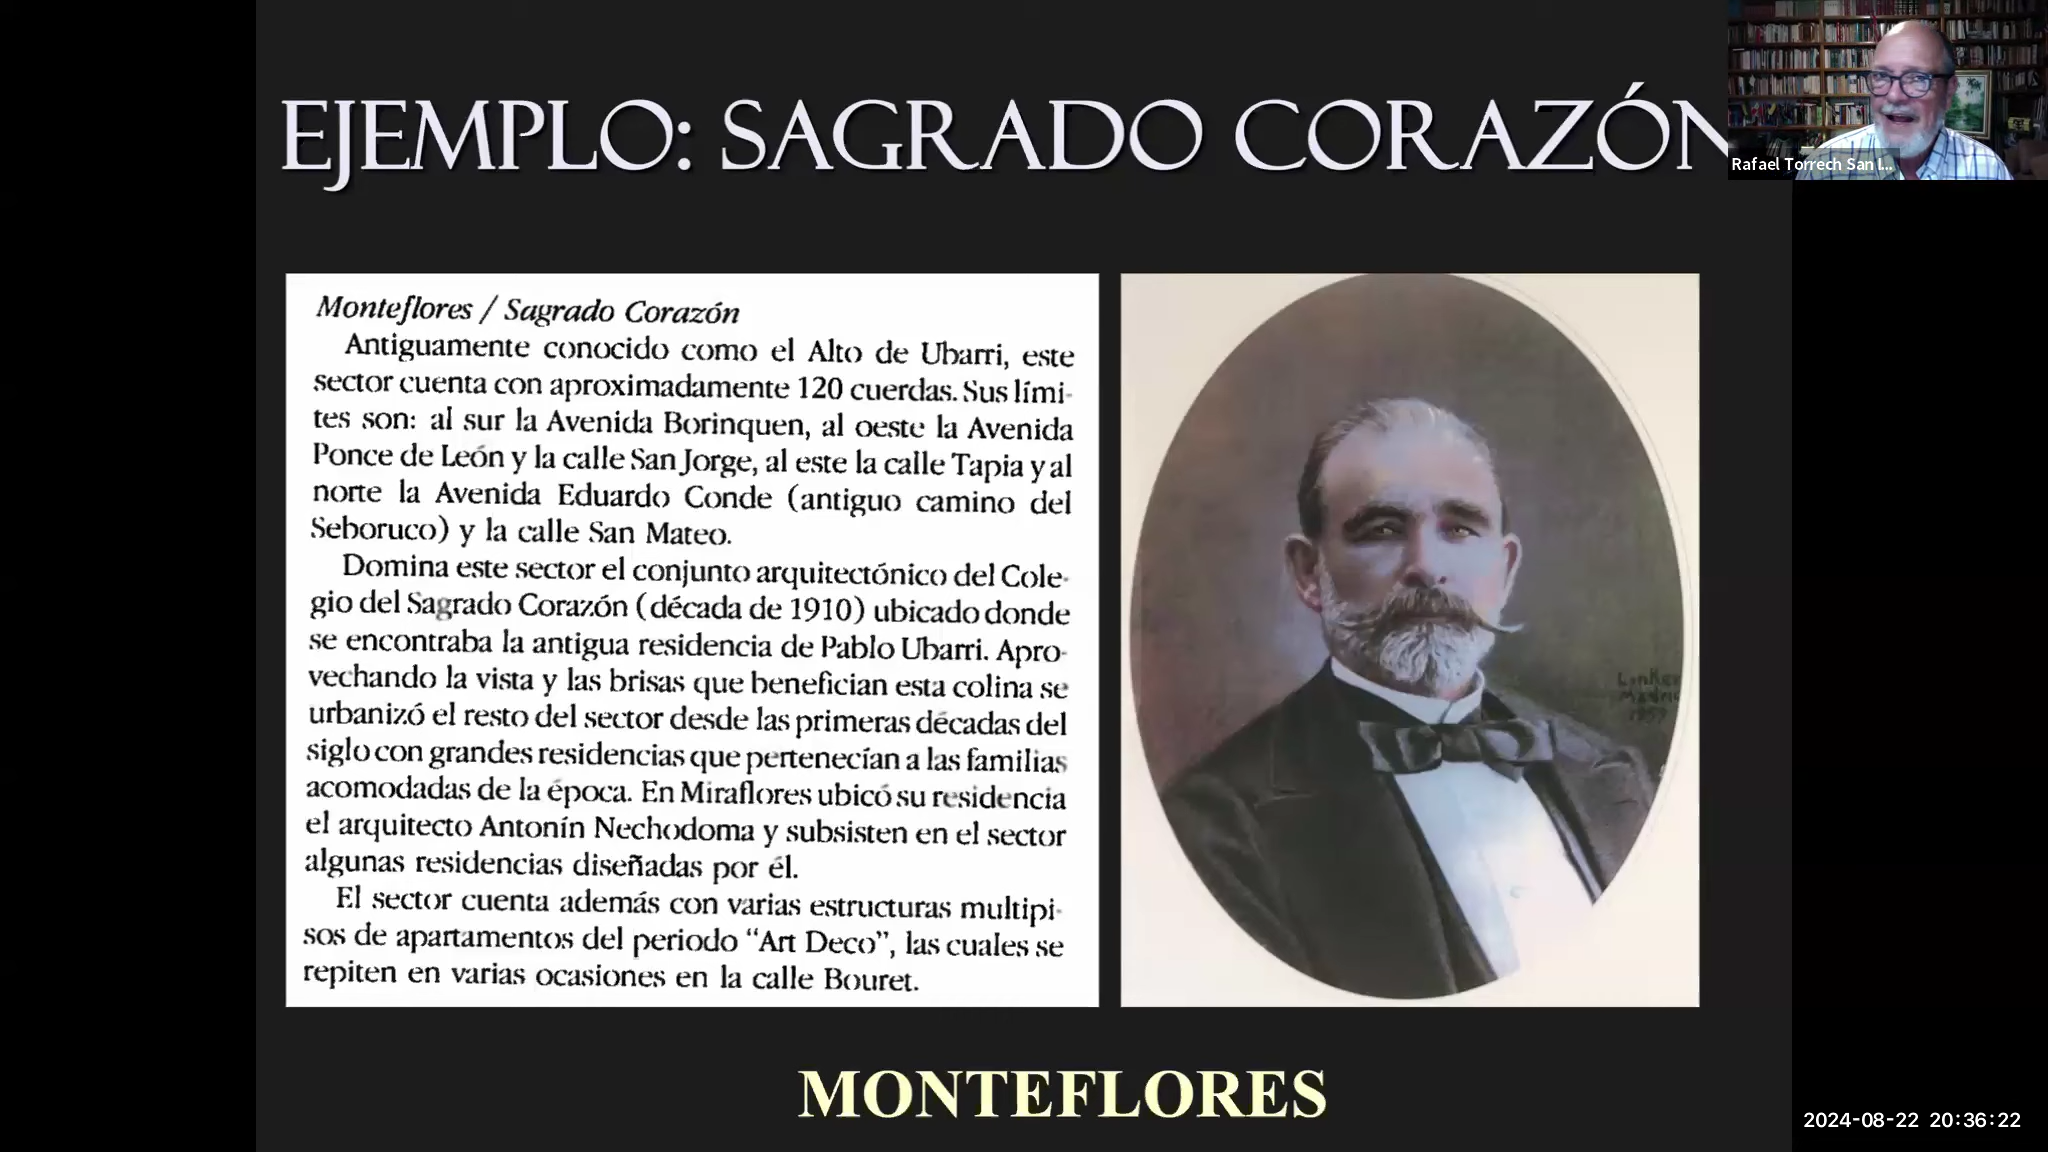 EJEMPLO: SAGRADO CORAZÓN
Rafael Torrech San I...
Monteflores / Sagrado Corazón
Antiguamente conocido como el Alto de Ubarri, este
sector cuenta con aproximadamente 120 cuerdas. Sus lími-
tes son: al sur la Avenida Borinquen, al oeste la Avenida
Ponce de León y la calle San Jorge, al este la calle Tapia y al
norte la Avenida Eduardo Conde (antiguo camino del
Seboruco) y la calle San Mateo.
Domina este sector el conjunto arquitectónico del Cole-
gio del Sagrado Corazón (década de 1910) ubicado donde
se encontraba la antigua residencia de Pablo Ubarri. Apro-
vechando la vista y las brisas que benefician esta colina se
urbanizó el resto del sector desde las primeras décadas del
siglo con grandes residencias que pertenecían a las familias
acomodadas de la época. En Miraflores ubicó su residencia
el arquitecto Antonín Nechodoma y subsisten en el sector
algunas residencias diseñadas por él.
El sector cuenta además con varias estructuras multipi-
sos de apartamentos del periodo “Art Deco”, las cuales se
repiten en varias ocasiones en la calle Bouret.
MONTEFLORES
2024-08-22 20:36:22